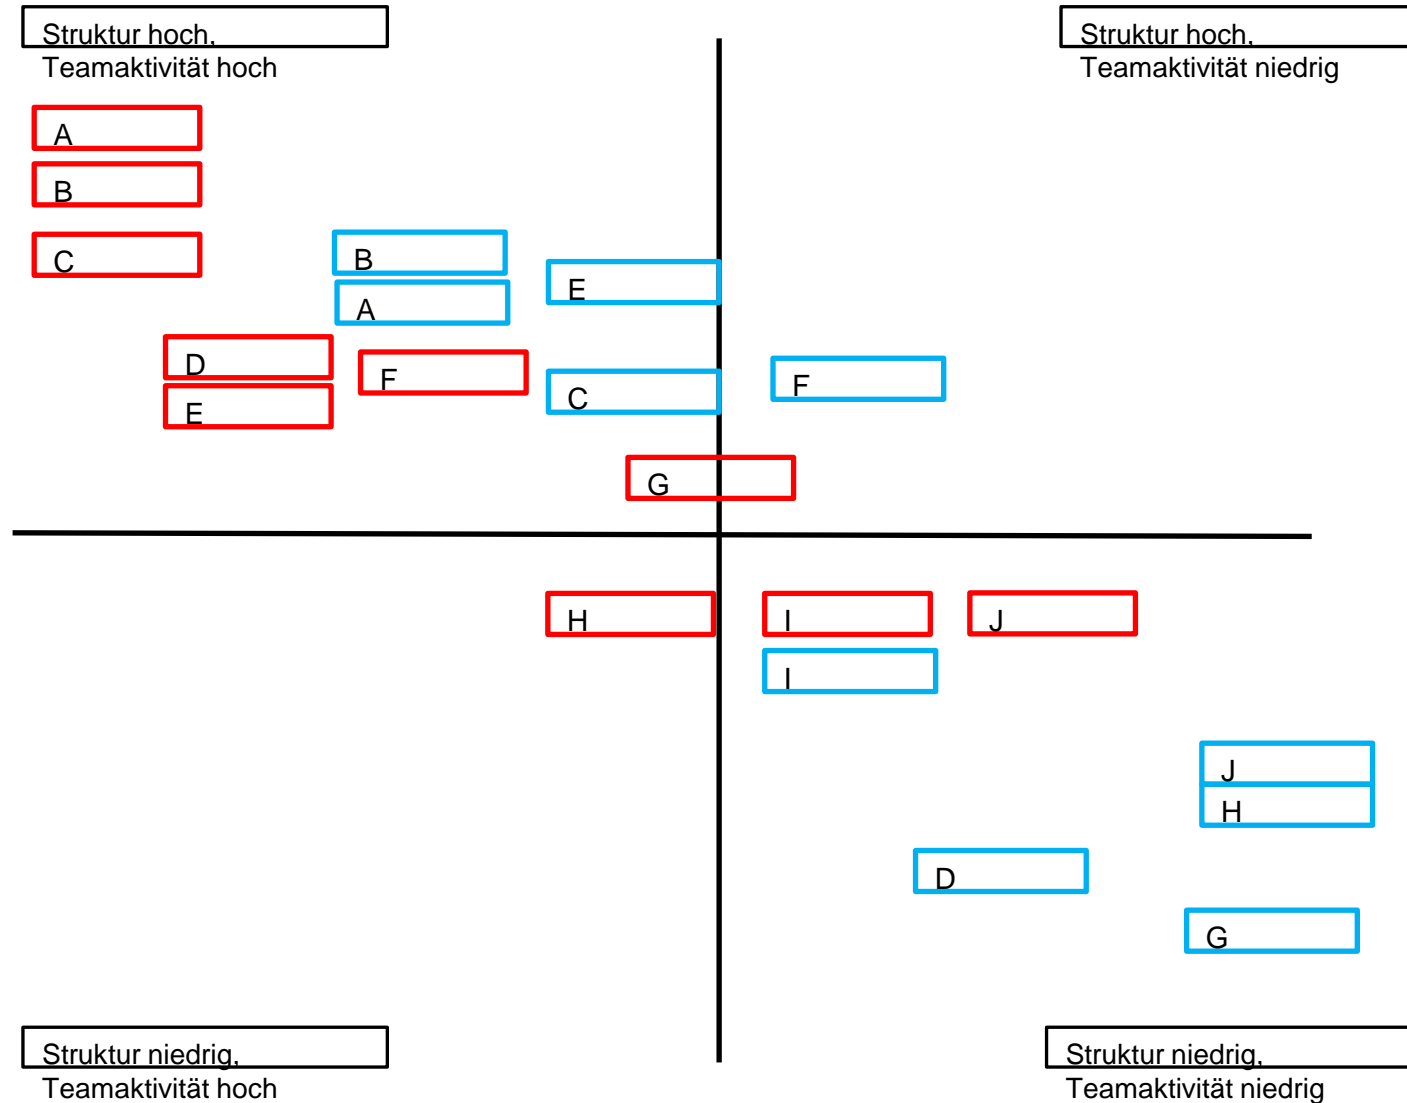 Struktur hoch,
Teamaktivität hoch
Struktur hoch,
Teamaktivität niedrig
A
B
C
B
A
E
D
E
F
C
F
G
H
I
J
I
J
H
D
G
Struktur niedrig,
Teamaktivität hoch
Struktur niedrig,
Teamaktivität niedrig